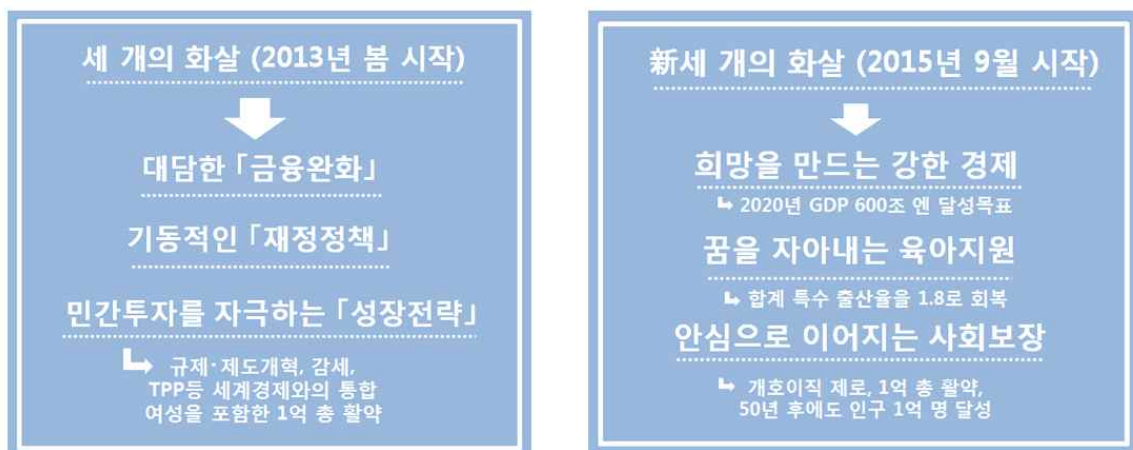 세 개의 화살 (2013년 봄 시작)
대담한「금융완화」
기동적인「재정정책」
민간투자를 자극하는「성장전략」
규제·제도개혁, 감세,
TPP등 세계경제와의 통합
여성을 포함한 1억 총 활약
新세 개의 화살 (2015년 9월 시작)
희망을 만드는 강한 경제
2020년 GDP 600조 엔 달성목표
꿈을 자아내는 육아지원
합계 특수 출산율을 1.8로 회복
안심으로 이어지는 사회보장
개호이직 제로, 1억 총 활약,
50년 후에도 인구 1억 명 달성